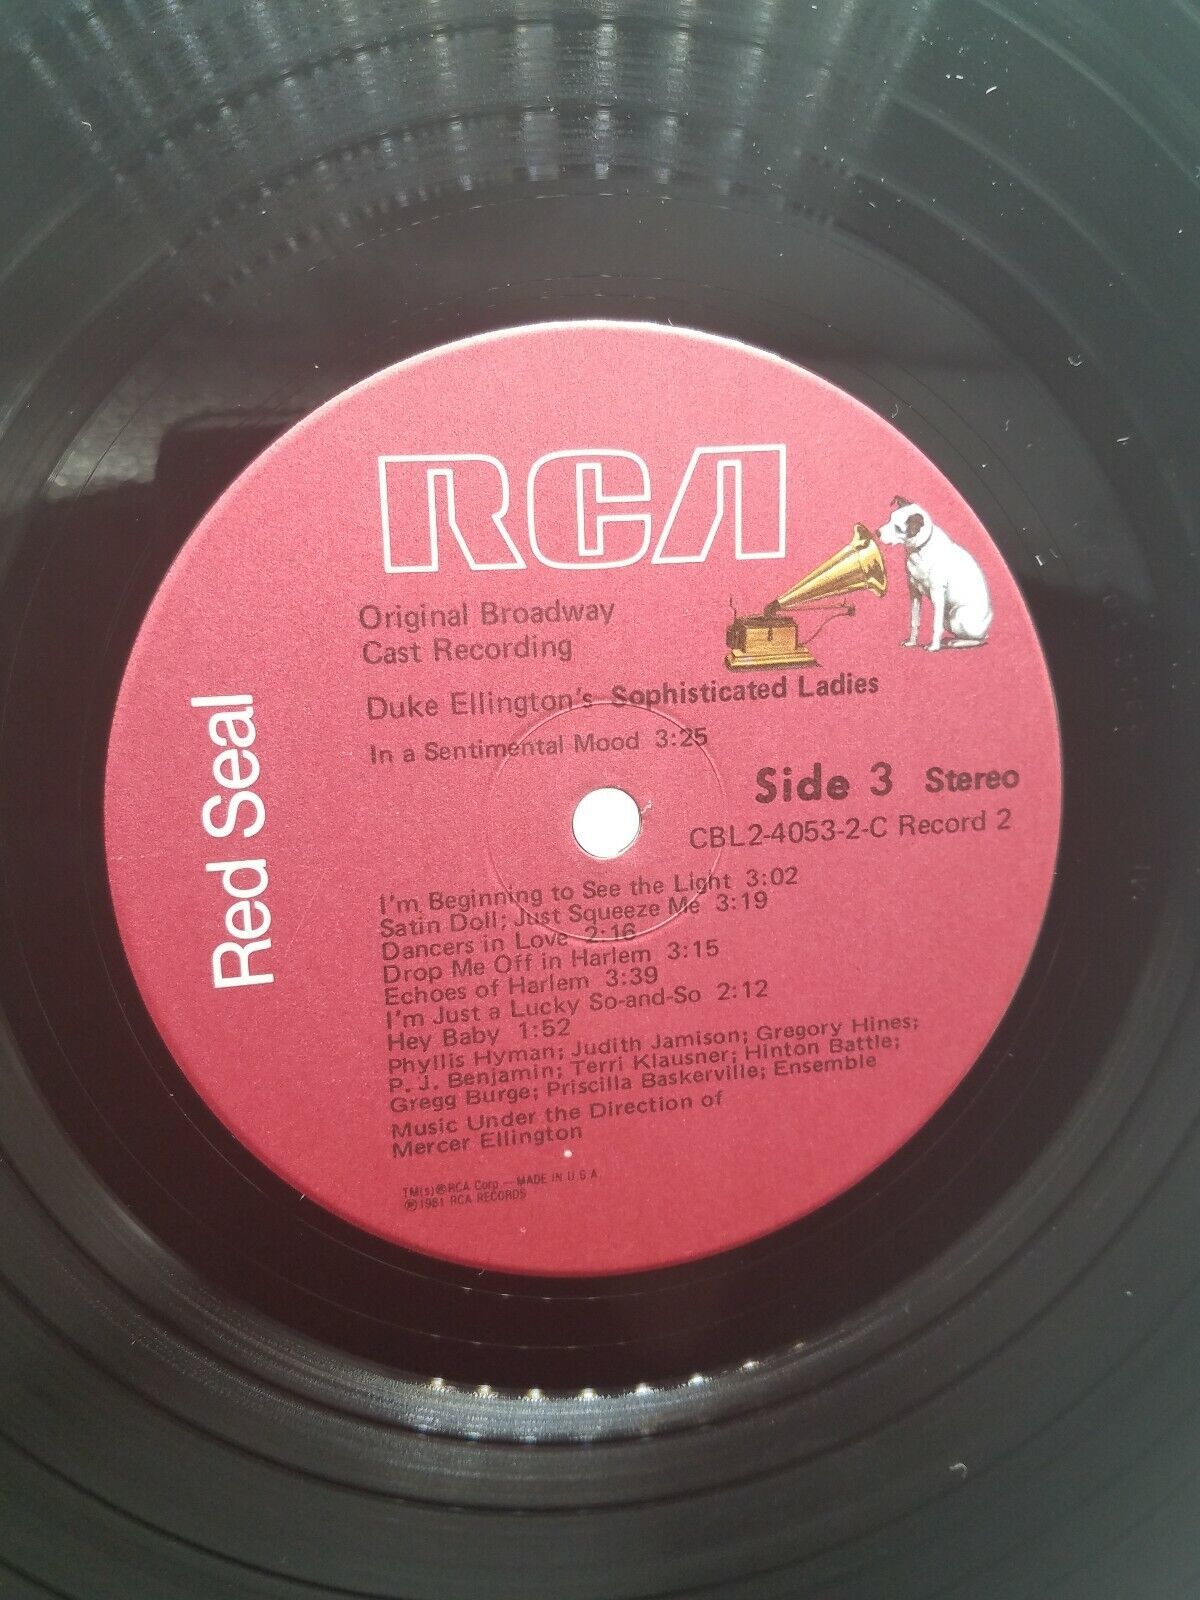 RCA
Original Broadway
Cast Recording
Duke Ellington's Sophisticated Ladies
In a Sentimental Mood 3:25
Side 3 Stereo
CBL2-4053-2-C Record 2
Red Seal
I'm Beginning to See the Light 3:02
Satin Doll; Just Squeeze Me 3:19
Dancers in Love 2:16
Drop Me Off in Harlem 3:15
Echoes of Harlem 3:39
I'm Just a Lucky So-and-So 2:12
Hey Baby 1:52
Phyllis Hyman; Judith Jamison; Gregory Hines;
P. J. Benjamin; Terri Klausner; Hinton Battle;
Gregg Burge; Priscilla Baskerville; Ensemble
Music Under the Direction of
Mercer Ellington
TM(s)®RCA Corp — MADE IN U S A.
℗1981 RCA RECORDS